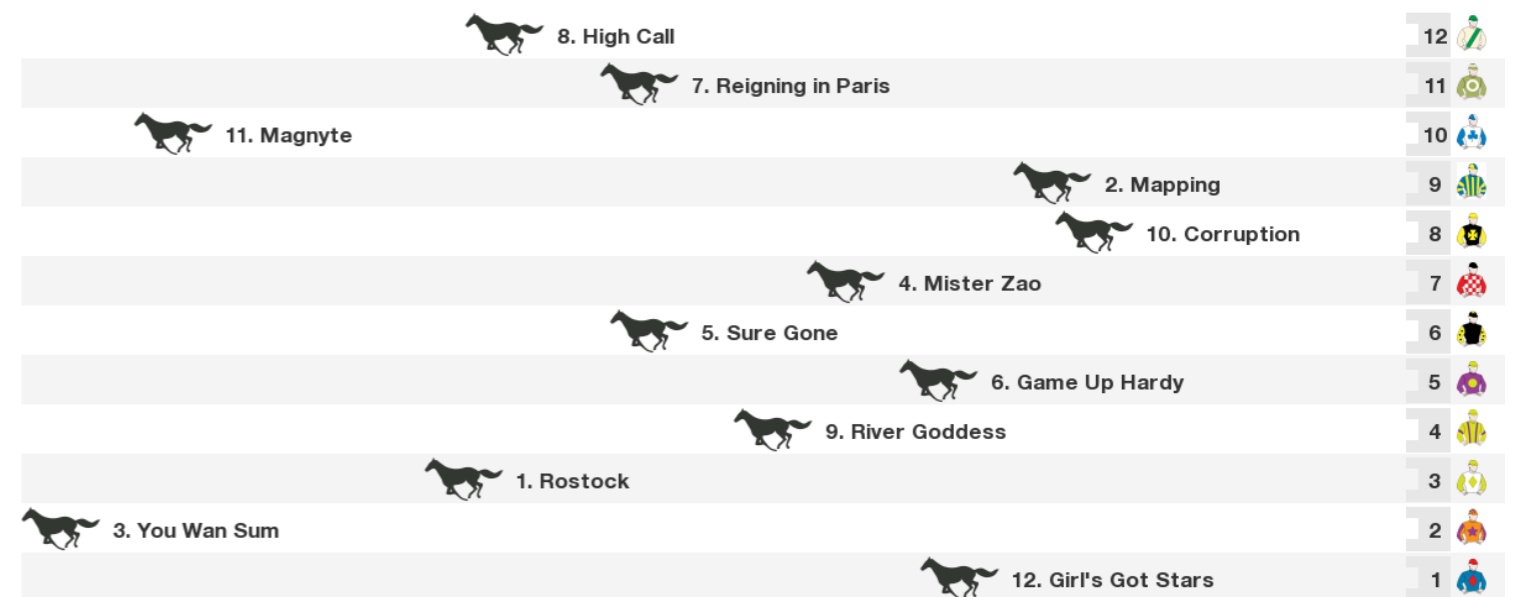 8. High Call 12
7. Reigning in Paris 11
11. Magnyte 10
2. Mapping 9
10. Corruption 8
4. Mister Zao 7
5. Sure Gone 6
6. Game Up Hardy 5
9. River Goddess 4
1. Rostock 3
3. You Wan Sum 2
12. Girl's Got Stars 1